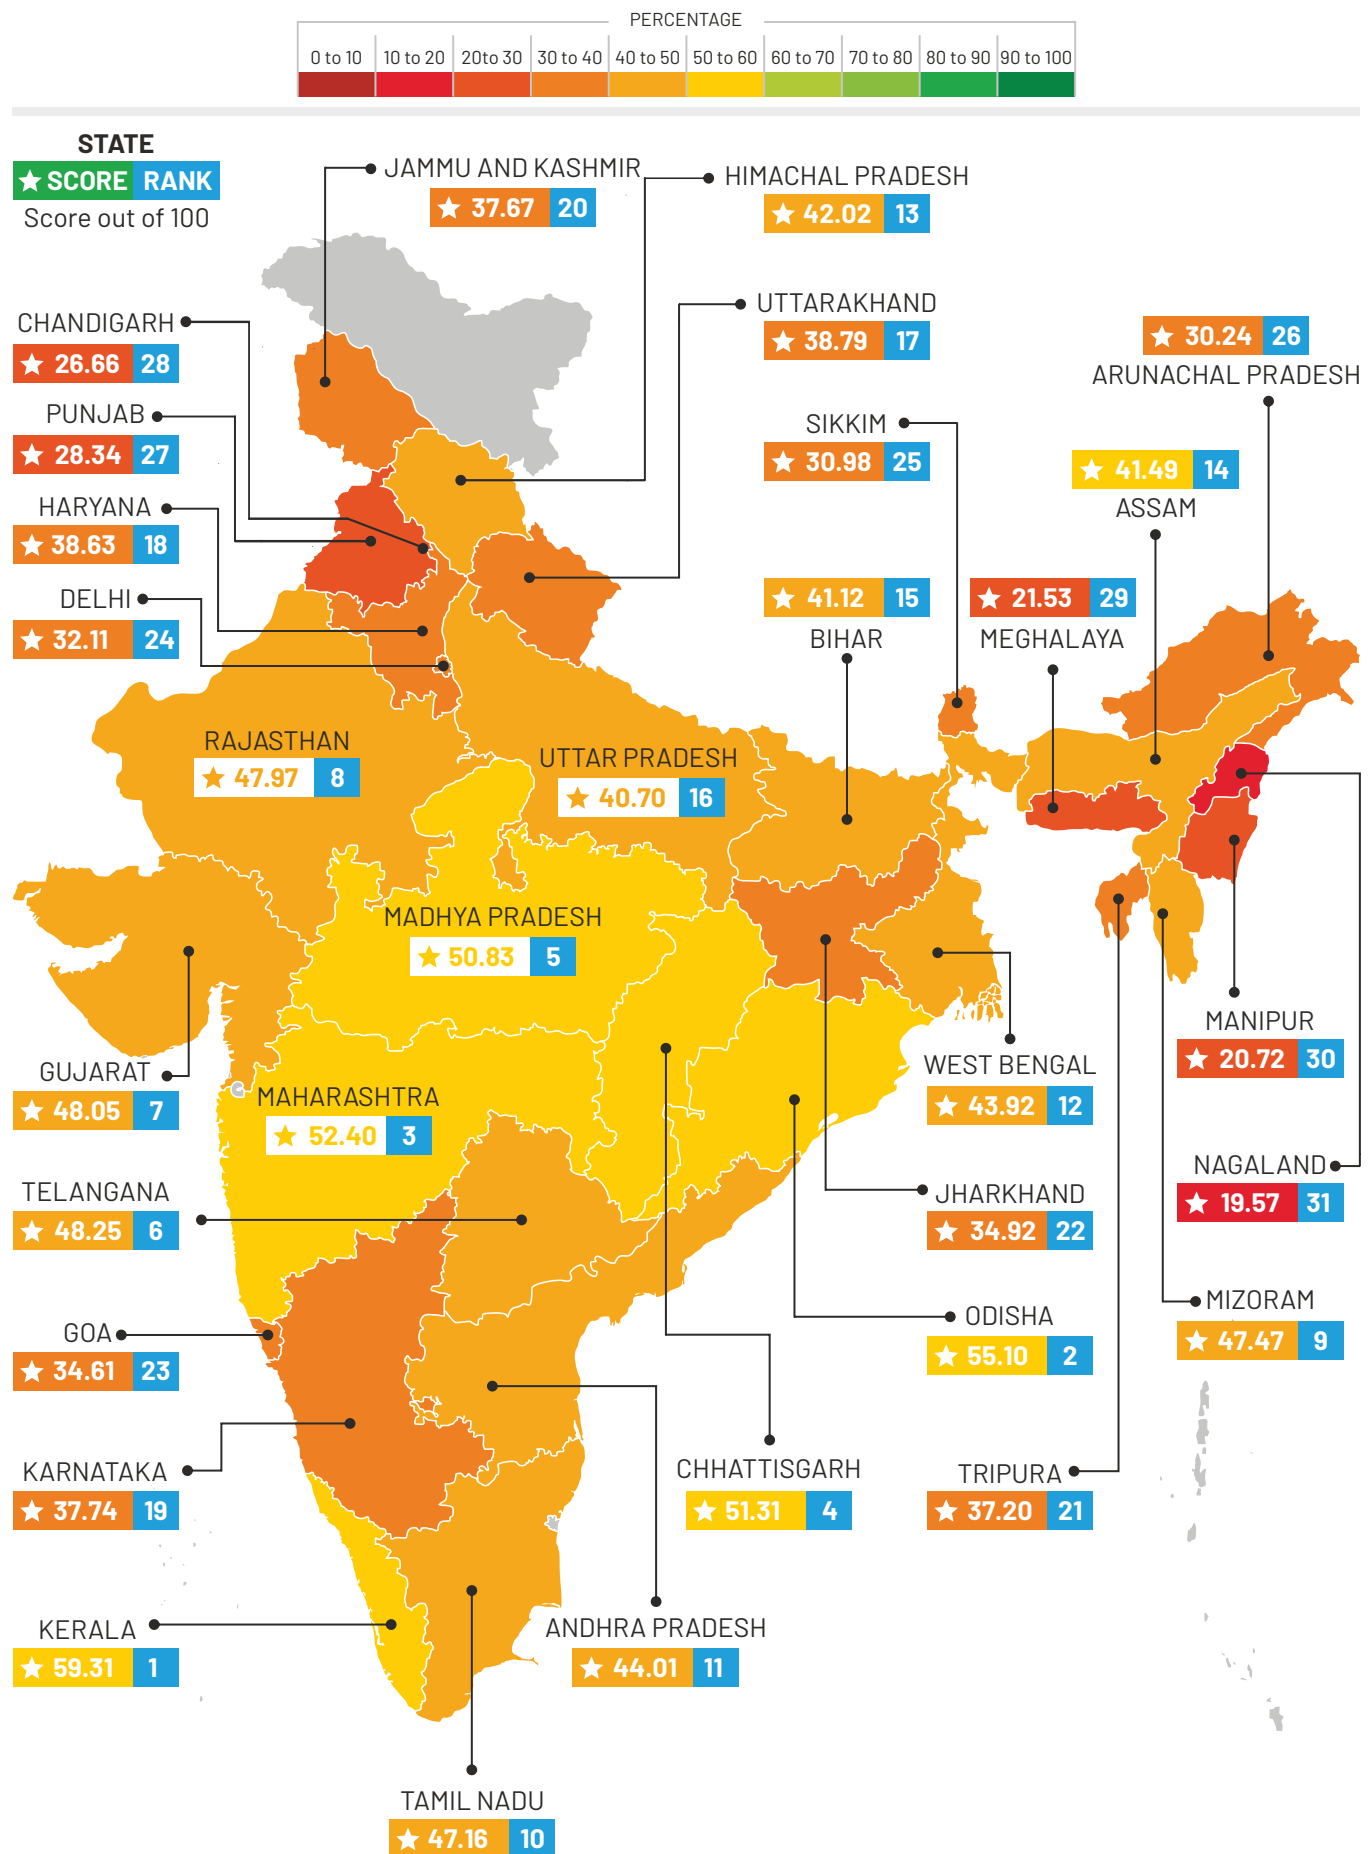 PERCENTAGE
0 to 10 10 to 20 20to 30 30 to 40 40 to 50 50 to 60 60 to 70 70 to 80 80 to 90 90 to 100
STATE
★ SCORE RANK
Score out of 100
JAMMU AND KASHMIR
★ 37.67 20
HIMACHAL PRADESH
★ 42.02 13
UTTARAKHAND
★ 38.79 17
CHANDIGARH
★ 26.66 28
PUNJAB
★ 28.34 27
HARYANA
★ 38.63 18
DELHI
★ 32.11 24
★ 30.24 26
ARUNACHAL PRADESH
SIKKIM
★ 30.98 25
★ 41.49 14
ASSAM
★ 41.12 15
BIHAR
★ 21.53 29
MEGHALAYA
RAJASTHAN
★ 47.97 8
UTTAR PRADESH
★ 40.70 16
MADHYA PRADESH
★ 50.83 5
GUJARAT
★ 48.05 7
MAHARASHTRA
★ 52.40 3
WEST BENGAL
★ 43.92 12
MANIPUR
★ 20.72 30
NAGALAND
★ 19.57 31
TELANGANA
★ 48.25 6
JHARKHAND
★ 34.92 22
MIZORAM
★ 47.47 9
GOA
★ 34.61 23
ODISHA
★ 55.10 2
KARNATAKA
★ 37.74 19
CHHATTISGARH
★ 51.31 4
TRIPURA
★ 37.20 21
KERALA
★ 59.31 1
ANDHRA PRADESH
★ 44.01 11
TAMIL NADU
★ 47.16 10